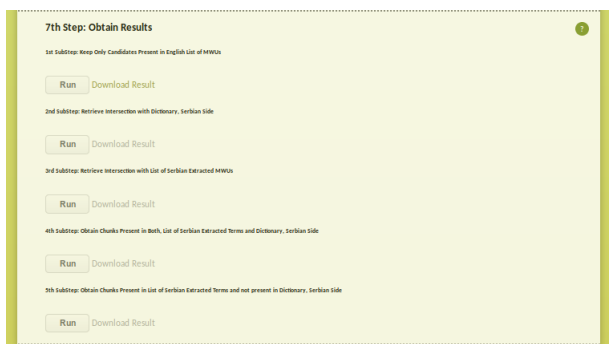 7th Step: Obtain Results
?
1st SubStep: Keep Only Candidates Present in English List of MWUs
Run Download Result
2nd SubStep: Retrieve Intersection with Dictionary, Serbian Side
Run Download Result
3rd SubStep: Retrieve Intersection with List of Serbian Extracted MWUs
Run Download Result
4th SubStep: Obtain Chunks Present in Both, List of Serbian Extracted Terms and Dictionary, Serbian Side
Run Download Result
5th SubStep: Obtain Chunks Present in List of Serbian Extracted Terms and not present in Dictionary, Serbian Side
Run Download Result